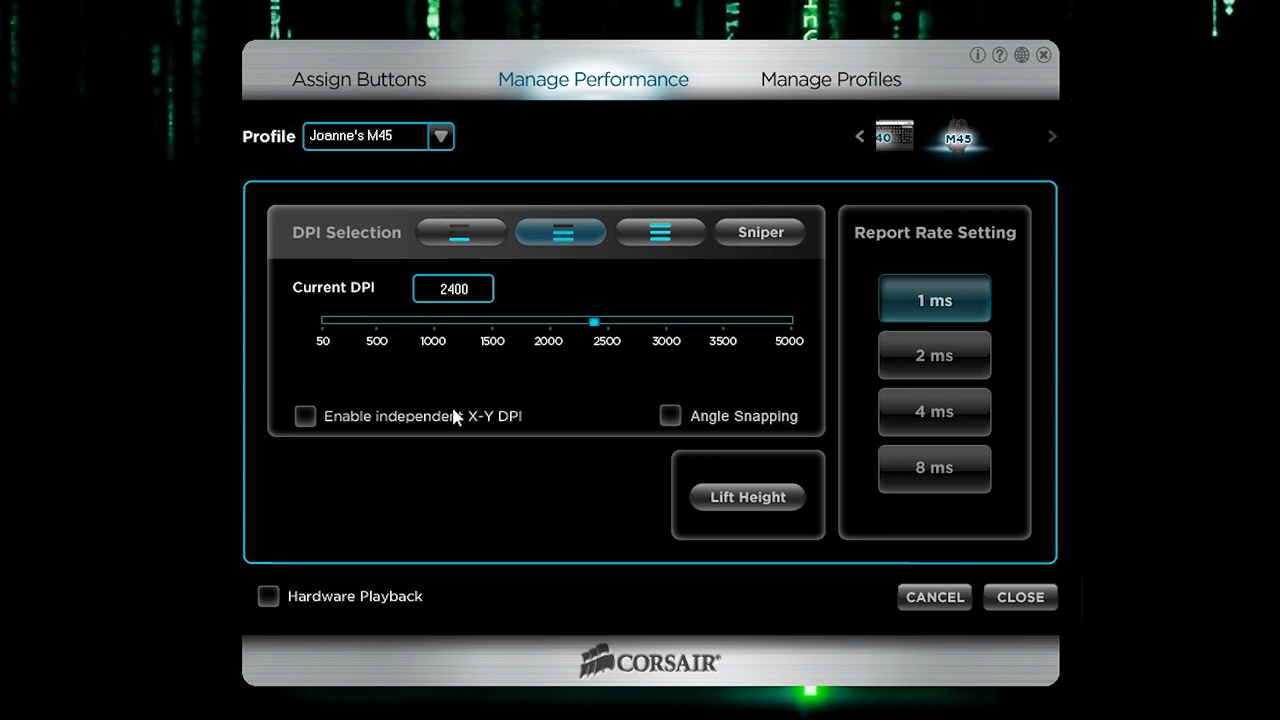 Assign Buttons Manage Performance Manage Profiles
Profile Joanne's M45
40 M45
DPI Selection Sniper
Report Rate Setting
Current DPI 2400
50 500 1000 1500 2000 2500 3000 3500 5000
1 ms
2 ms
4 ms
8 ms
Enable independent X-Y DPI
Angle Snapping
Lift Height
Hardware Playback
CANCEL CLOSE
CORSAIR